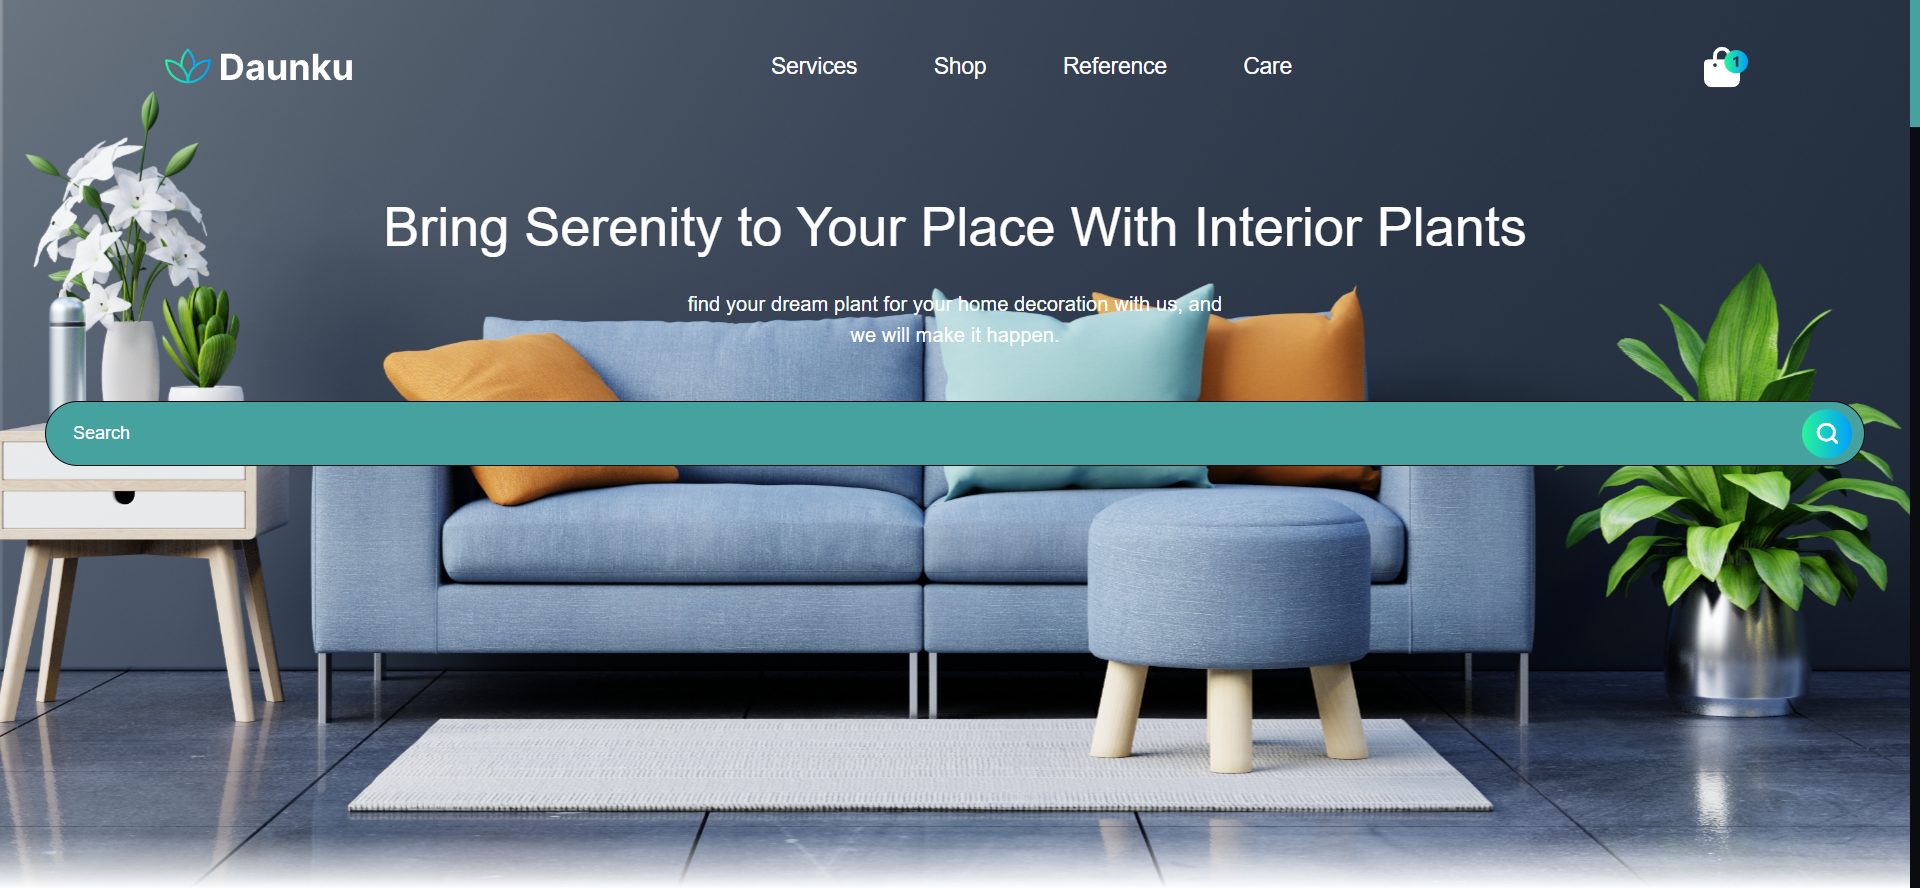 Daunku
Services
Shop
Reference
Care
1
Bring Serenity to Your Place With Interior Plants
find your dream plant for your home decoration with us, and
we will make it happen.
Search